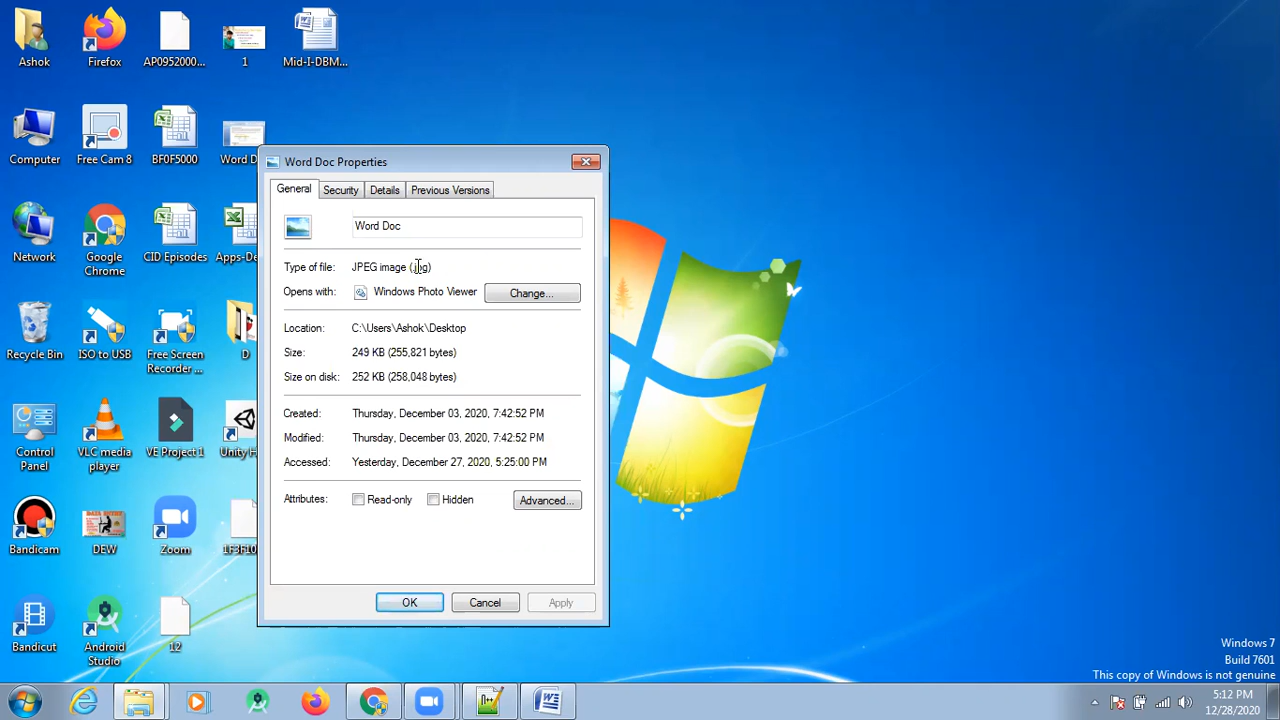 Ashok
Firefox
AP0952000...
1
Mid-I-DBM...
Computer
Free Cam 8
BF0F5000
Word D
Network
Google
Chrome
CID Episodes
Apps-De
Recycle Bin
ISO to USB
Free Screen
Recorder ...
D
Control
Panel
VLC media
player
VE Project 1
Unity H
Bandicam
DEW
Zoom
1F3F10
Bandicut
Android
Studio
12
Word Doc Properties
General
Security
Details
Previous Versions
Word Doc
Type of file:
JPEG image (.jpg)
Opens with:
Windows Photo Viewer
Change...
Location:
C:\Users\Ashok\Desktop
Size:
249 KB (255,821 bytes)
Size on disk:
252 KB (258,048 bytes)
Created:
Thursday, December 03, 2020, 7:42:52 PM
Modified:
Thursday, December 03, 2020, 7:42:52 PM
Accessed:
Yesterday, December 27, 2020, 5:25:00 PM
Attributes:
Read-only
Hidden
Advanced...
OK
Cancel
Apply
Windows 7
Build 7601
This copy of Windows is not genuine
5:12 PM
12/28/2020